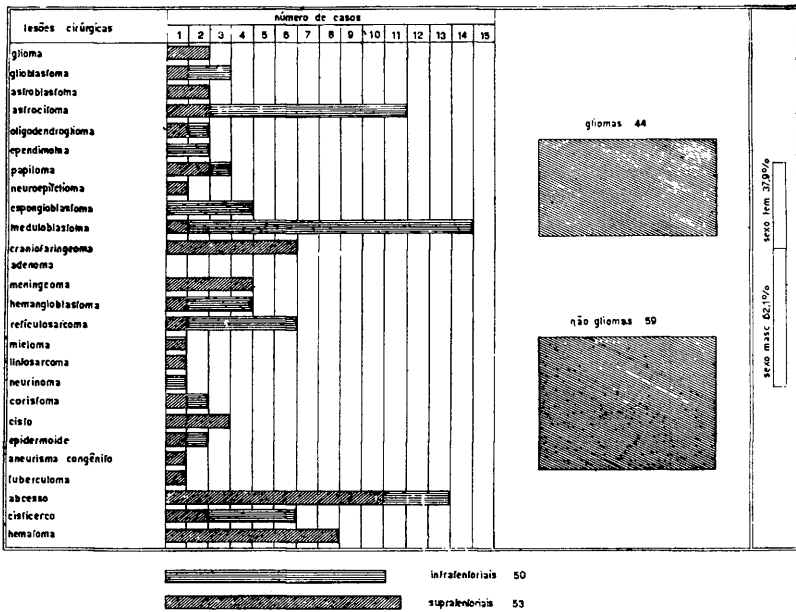 lesões cirúrgicas
número de casos
1 2 3 4 5 6 7 8 9 10 11 12 13 14 15
glioma
glioblastoma
astroblastoma
astrocitoma
oligodendroglioma
ependimoma
papiloma
neuroepitelioma
espongioblastoma
meduloblastoma
craniofaringeoma
adenoma
meningeoma
hemangioblastoma
retículosarcoma
mieloma
linfosarcoma
neurinoma
coristoma
cisto
epidermoide
aneurisma congênito
tuberculoma
abcesso
cisticerco
hematoma
gliomas 44
não gliomas 59
sexo fem 37,9%
sexo masc 62,1%
infratentoriais 50
supratentoriais 53